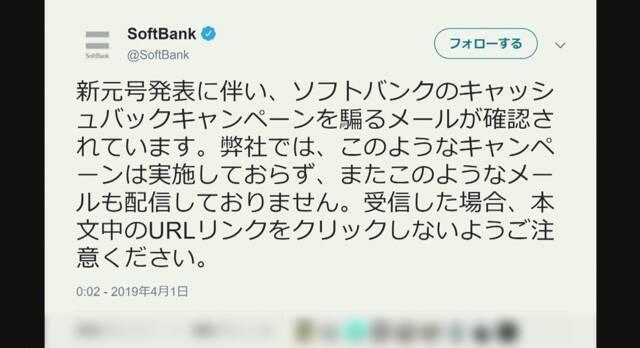 SoftBank
@SoftBank
フォローする
SoftBank
新元号発表に伴い、ソフトバンクのキャッシ
ュバックキャンペーンを騙るメールが確認さ
れています。弊社では、このようなキャンペ
ーンは実施しておらず、またこのようなメー
ルも配信しておりません。受信した場合、本
文中のURLリンクをクリックしないようご注
意ください。
0:02 - 2019年4月1日